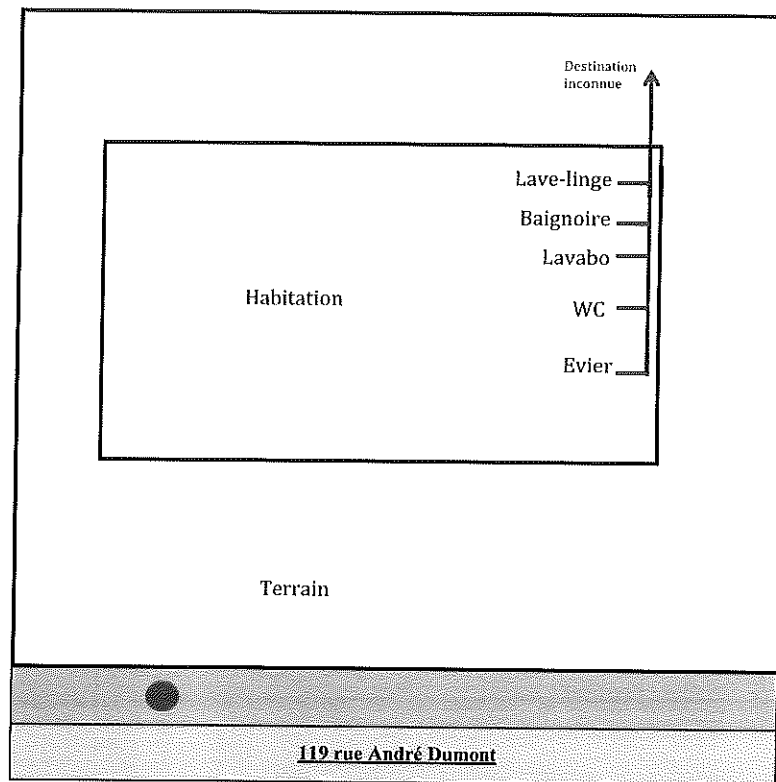 Destination
inconnue
Lave-linge
Baignoire
Lavabo
Habitation
WC
Evier
Terrain
119 rue André Dumont